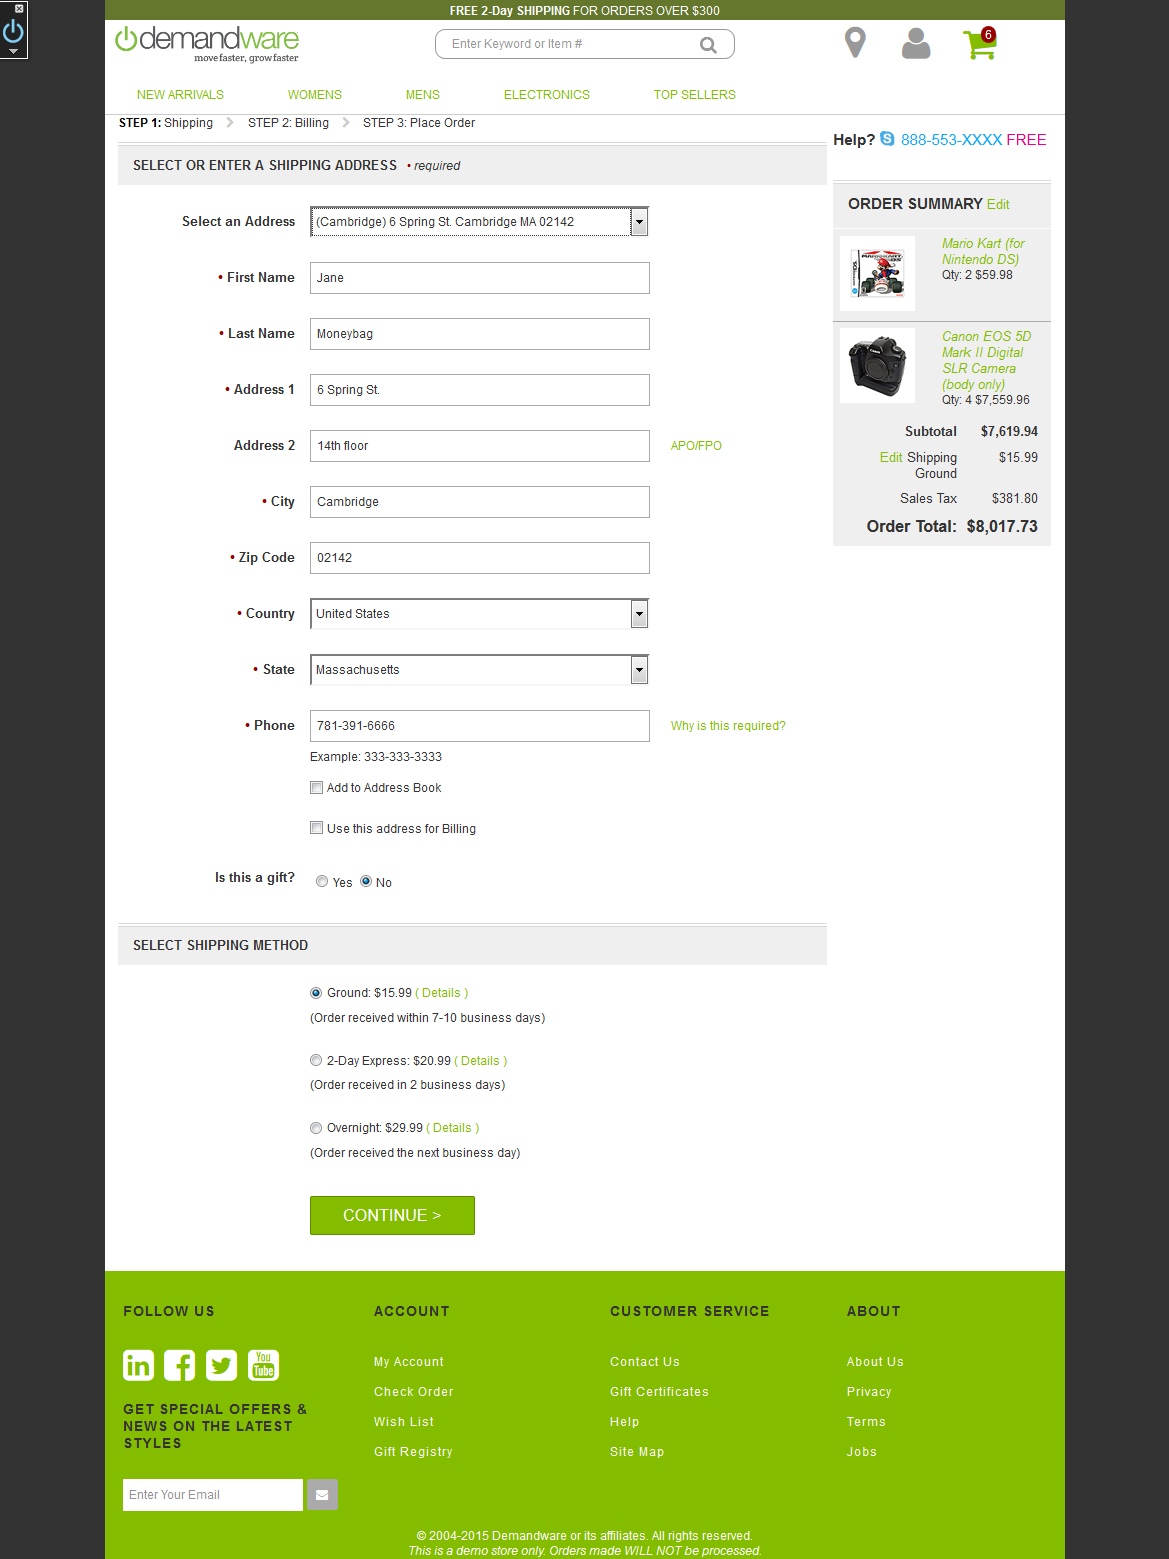 FREE 2-Day SHIPPING FOR ORDERS OVER $300
demandware
move faster, grow faster
Enter Keyword or Item #
6
NEW ARRIVALS WOMENS MENS ELECTRONICS TOP SELLERS
STEP 1: Shipping STEP 2: Billing STEP 3: Place Order
Help? 888-553-XXXX FREE
SELECT OR ENTER A SHIPPING ADDRESS • required
Select an Address (Cambridge) 6 Spring St. Cambridge MA 02142
• First Name Jane
• Last Name Moneybag
• Address 1 6 Spring St.
Address 2 14th floor APO/FPO
• City Cambridge
• Zip Code 02142
• Country United States
• State Massachusetts
• Phone 781-391-6666 Why is this required?
Example: 333-333-3333
Add to Address Book
Use this address for Billing
Is this a gift? Yes No
ORDER SUMMARY Edit
Mario Kart (for
Nintendo DS)
Qty: 2 $59.98
Canon EOS 5D
Mark II Digital
SLR Camera
(body only)
Qty: 4 $7,559.96
Subtotal $7,619.94
Edit Shipping $15.99
Ground
Sales Tax $381.80
Order Total: $8,017.73
SELECT SHIPPING METHOD
Ground: $15.99 ( Details )
(Order received within 7-10 business days)
2-Day Express: $20.99 ( Details )
(Order received in 2 business days)
Overnight: $29.99 ( Details )
(Order received the next business day)
CONTINUE >
FOLLOW US
in f You Tube
GET SPECIAL OFFERS &
NEWS ON THE LATEST
STYLES
Enter Your Email
ACCOUNT
My Account
Check Order
Wish List
Gift Registry
CUSTOMER SERVICE
Contact Us
Gift Certificates
Help
Site Map
ABOUT
About Us
Privacy
Terms
Jobs
© 2004-2015 Demandware or its affiliates. All rights reserved.
This is a demo store only. Orders made WILL NOT be processed.